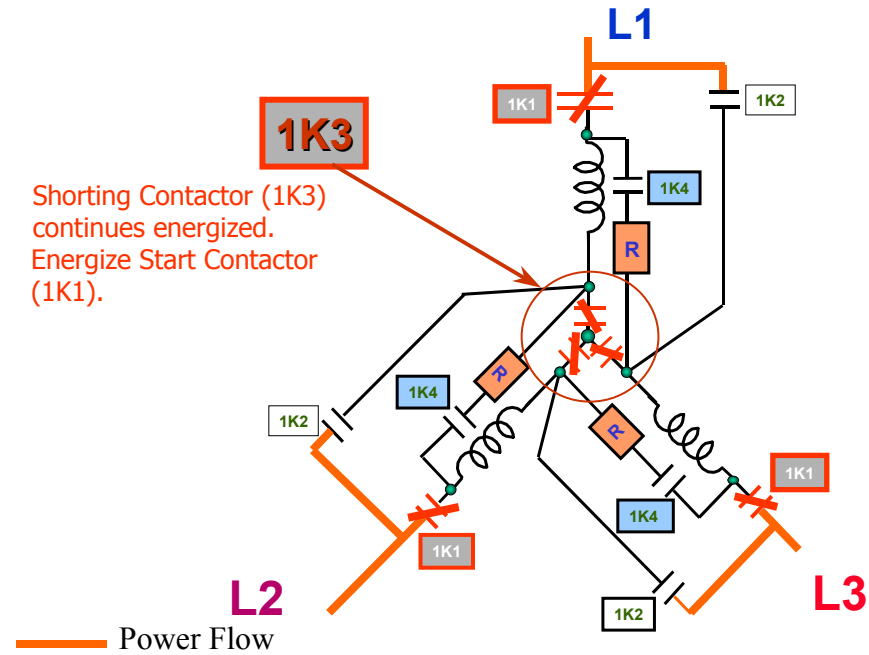 L1
1K1
1K2
1K3
1K4
Shorting Contactor (1K3)
continues energized.
Energize Start Contactor
(1K1).
R
R
1K4
1K2
R
1K1
1K4
1K1
L2
L3
1K2
Power Flow